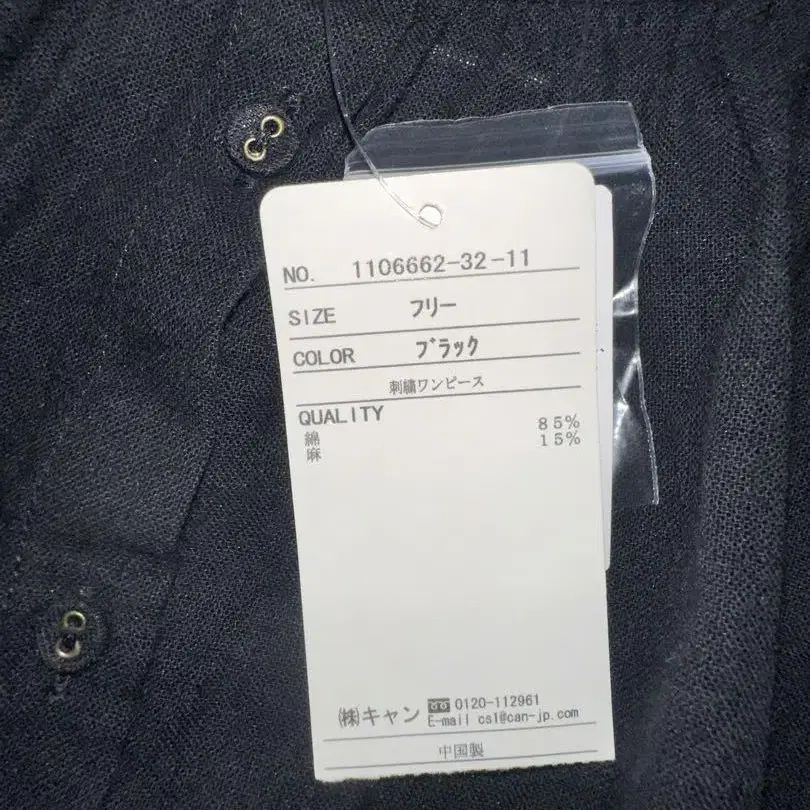 NO. 1106662-32-11
SIZE フリー
COLOR ブラック
刺繍ワンピース
QUALITY
綿 85%
麻 15%
㈱キャン 0120-112961
E-mail csl@can-jp.com
中国製